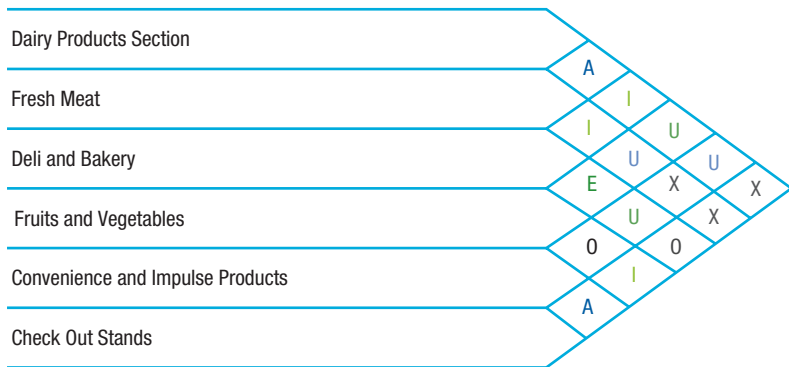 Dairy Products Section
A
I
Fresh Meat
I
U
U
U
Deli and Bakery
E
X
X
U
X
Fruits and Vegetables
O
O
I
Convenience and Impulse Products
A
Check Out Stands